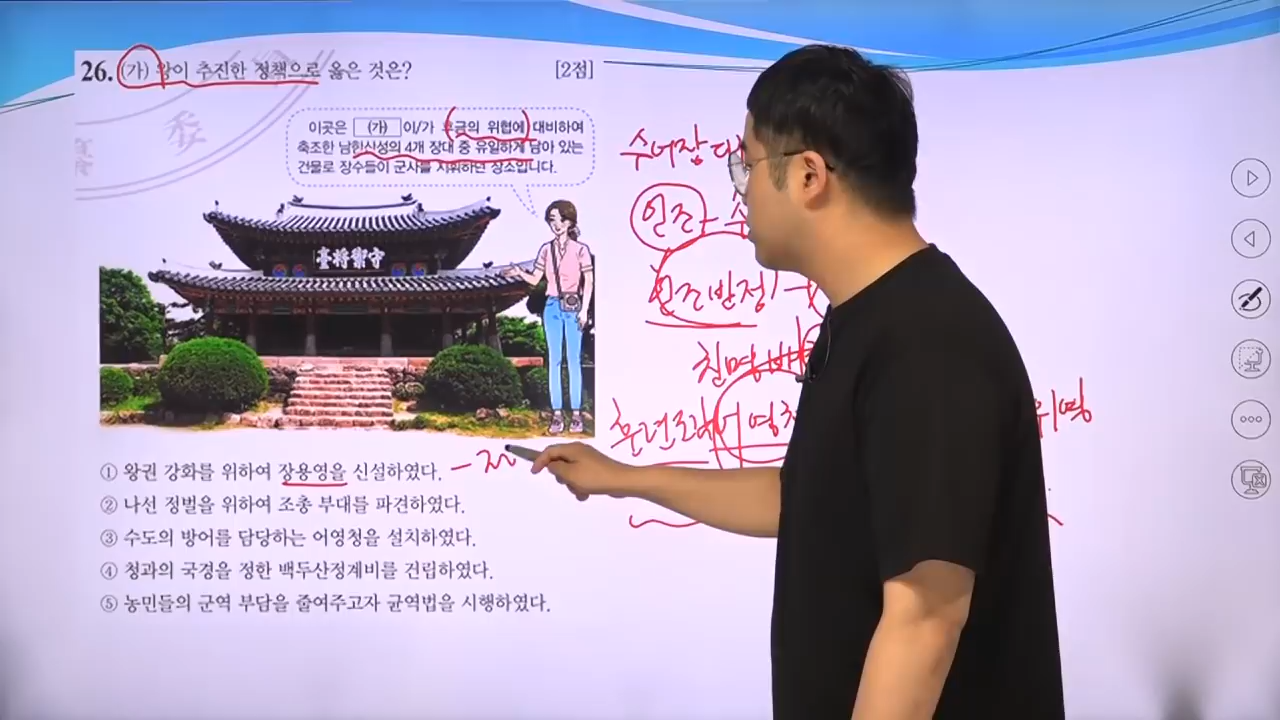 26. (가) 왕이 추진한 정책으로 옳은 것은? [2점]
이곳은 (가) 이/가 후금의 위협에 대비하여
축조한 남한산성의 4개 장대 중 유일하게 남아 있는
건물로 장수들이 군사를 지휘하던 장소입니다.
臺將禦守
① 왕권 강화를 위하여 장용영을 신설하였다.
② 나선 정벌을 위하여 조총 부대를 파견하였다.
③ 수도의 방어를 담당하는 어영청을 설치하였다.
④ 청과의 국경을 정한 백두산정계비를 건립하였다.
⑤ 농민들의 군역 부담을 줄여주고자 균역법을 시행하였다.
수어장대
인조 - 수
인조반정
친명배
훈련도감 어영청